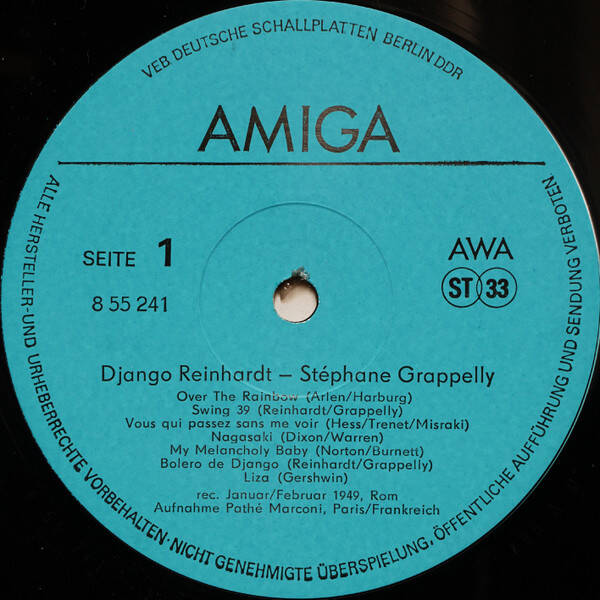 VEB DEUTSCHE SCHALLPLATTEN BERLIN DDR
AMIGA
SEITE 1
8 55 241
AWA
ST 33
Django Reinhardt – Stéphane Grappelly
Over The Rainbow (Arlen/Harburg)
Swing 39 (Reinhardt/Grappelly)
Vous qui passez sans me voir (Hess/Trenet/Misraki)
Nagasaki (Dixon/Warren)
My Melancholy Baby (Norton/Burnett)
Bolero de Django (Reinhardt/Grappelly)
Liza (Gershwin)
rec. Januar/Februar 1949, Rom
Aufnahme Pathé Marconi, Paris/Frankreich
ALLE HERSTELLER-UND URHEBERRECHTE VORBEHALTEN·NICHT GENEHMIGTE ÜBERSPIELUNG, ÖFFENTLICHE AUFFÜHRUNG UND SENDUNG VERBOTEN